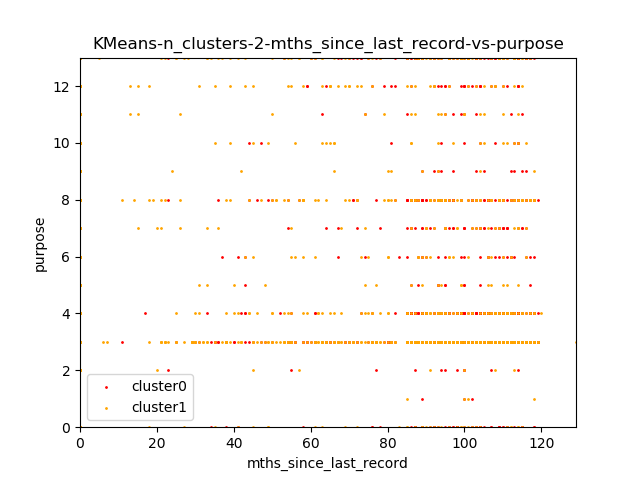 KMeans-n_clusters-2-mths_since_last_record-vs-purpose
12
10
8
6
4
2
0
purpose
cluster0
cluster1
0 20 40 60 80 100 120
mths_since_last_record